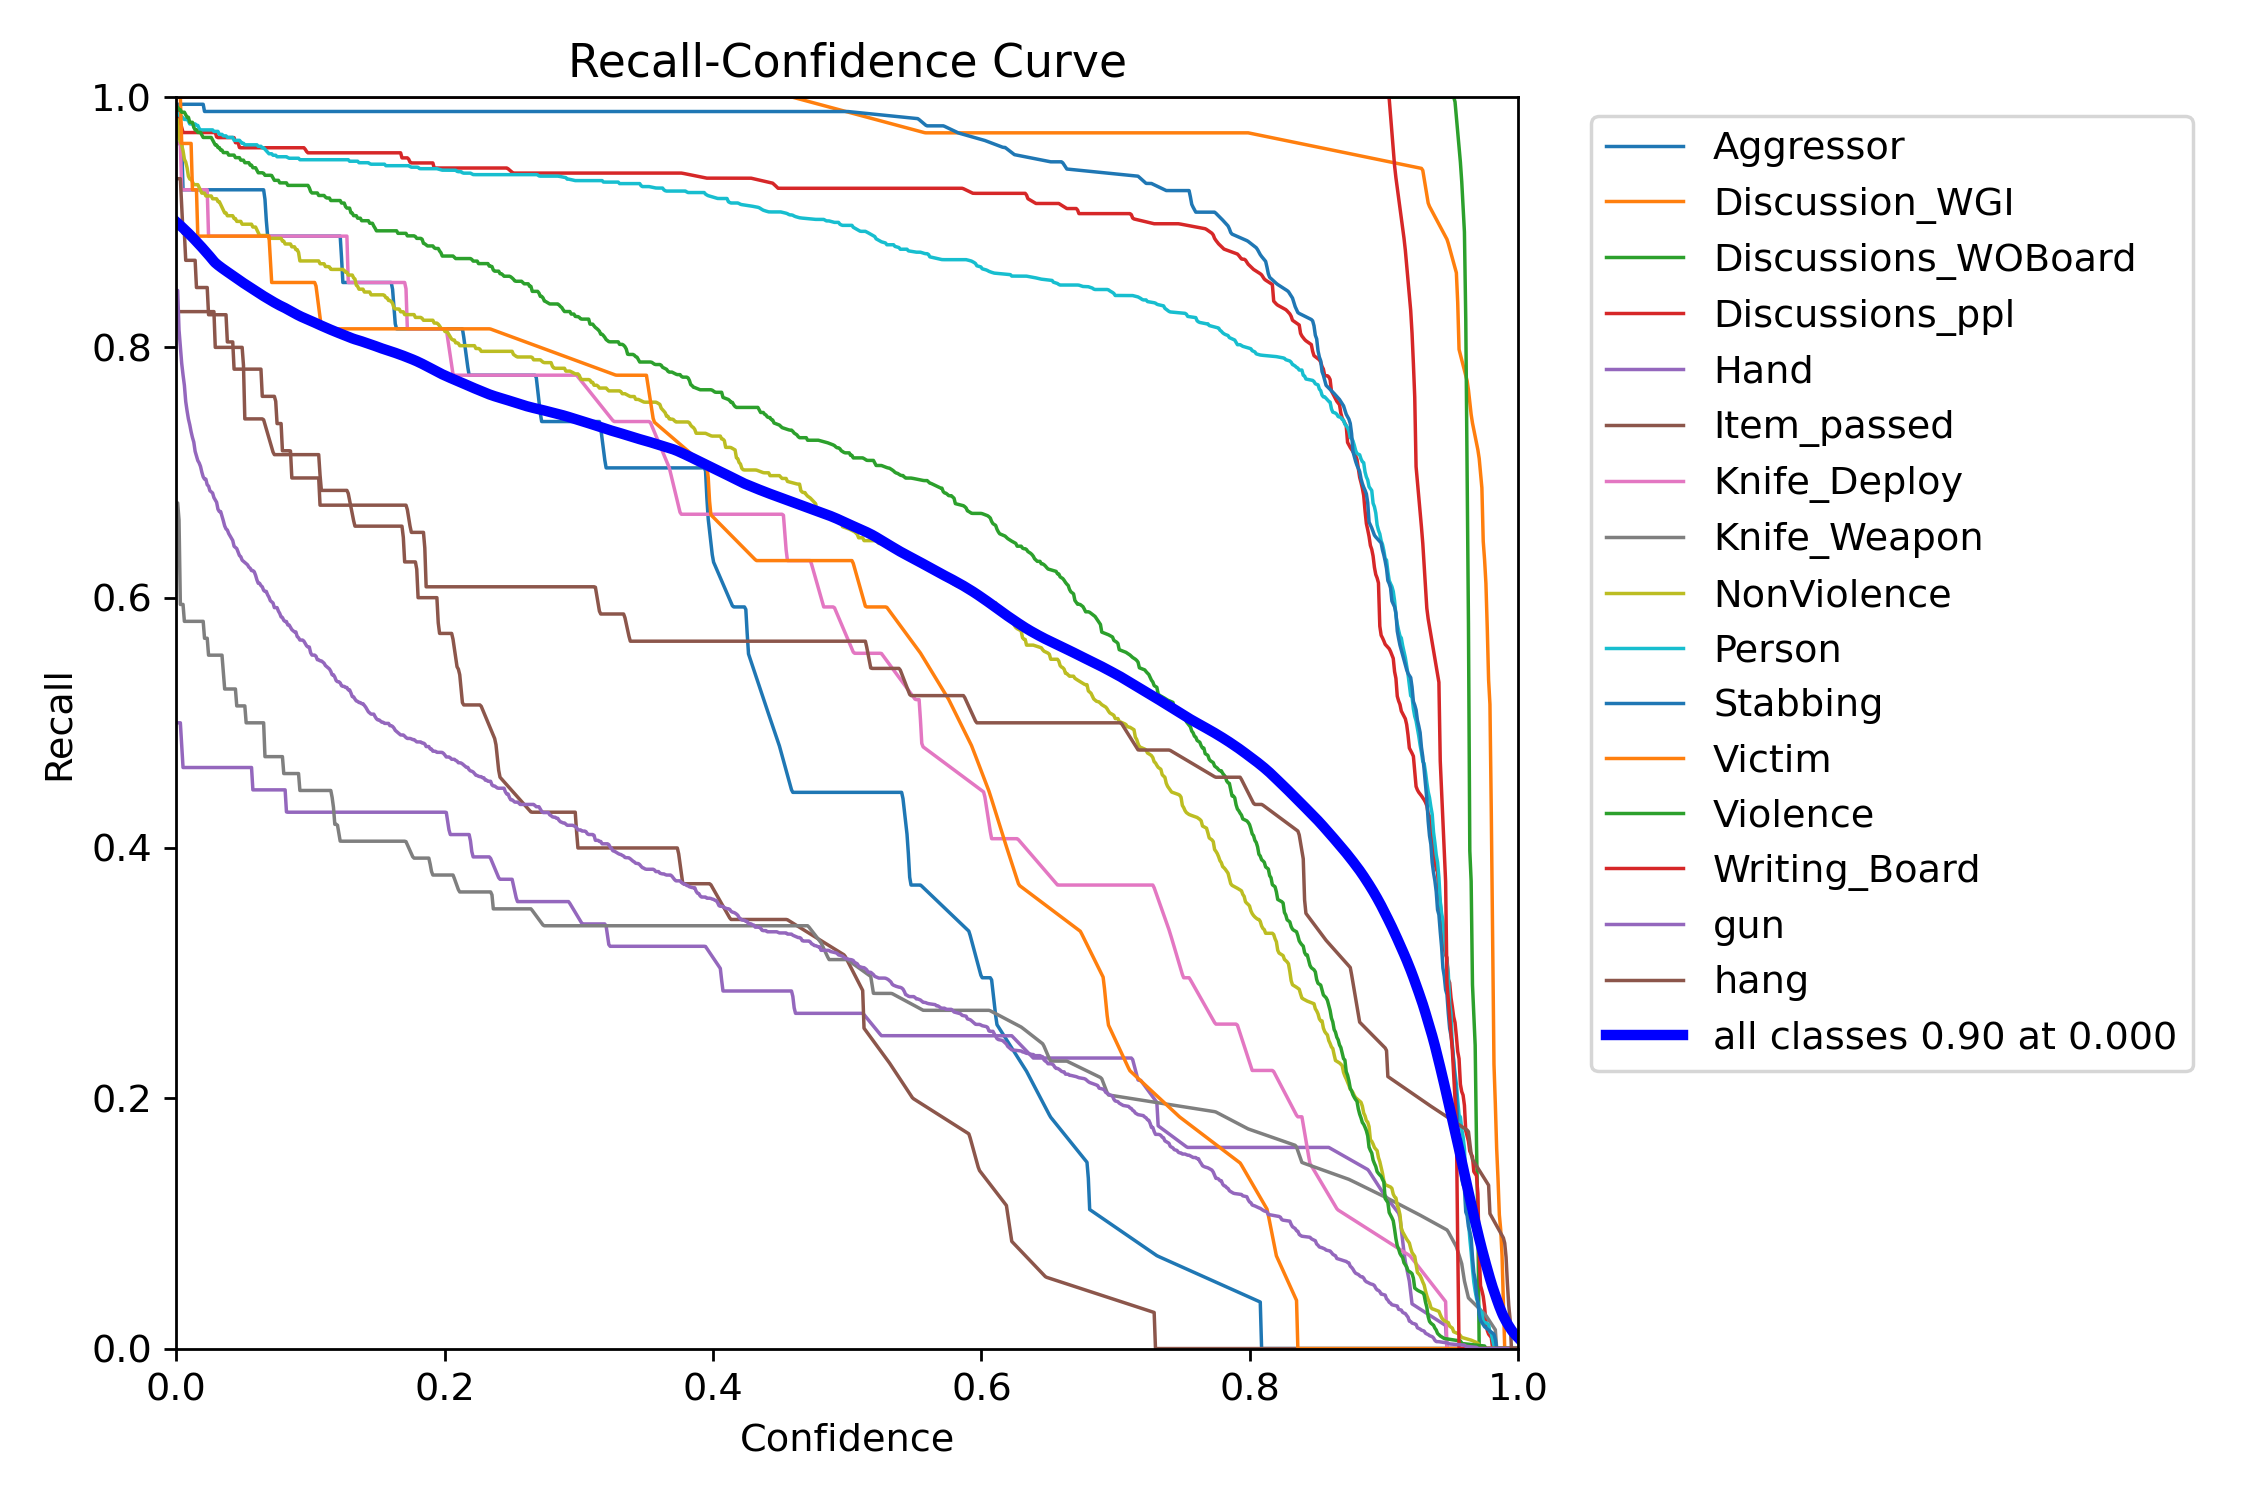 Recall-Confidence Curve
1.0
0.8
0.6
0.4
0.2
0.0
Recall
0.0 0.2 0.4 0.6 0.8 1.0
Confidence
Aggressor
Discussion_WGI
Discussions_WOBoard
Discussions_ppl
Hand
Item_passed
Knife_Deploy
Knife_Weapon
NonViolence
Person
Stabbing
Victim
Violence
Writing_Board
gun
hang
all classes 0.90 at 0.000